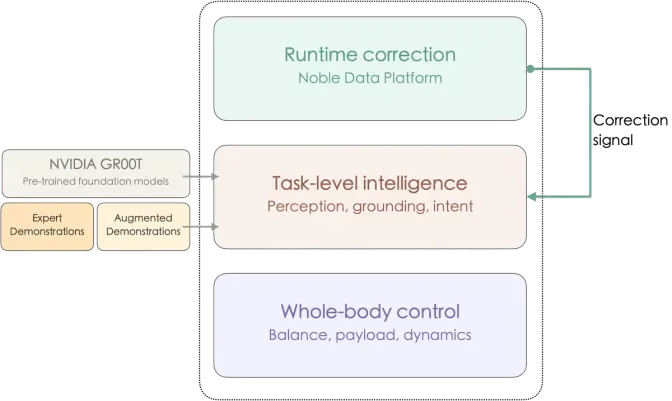 Runtime correction
Noble Data Platform
Correction
signal
NVIDIA GR00T
Pre-trained foundation models
Task-level intelligence
Perception, grounding, intent
Expert
Demonstrations
Augmented
Demonstrations
Whole-body control
Balance, payload, dynamics